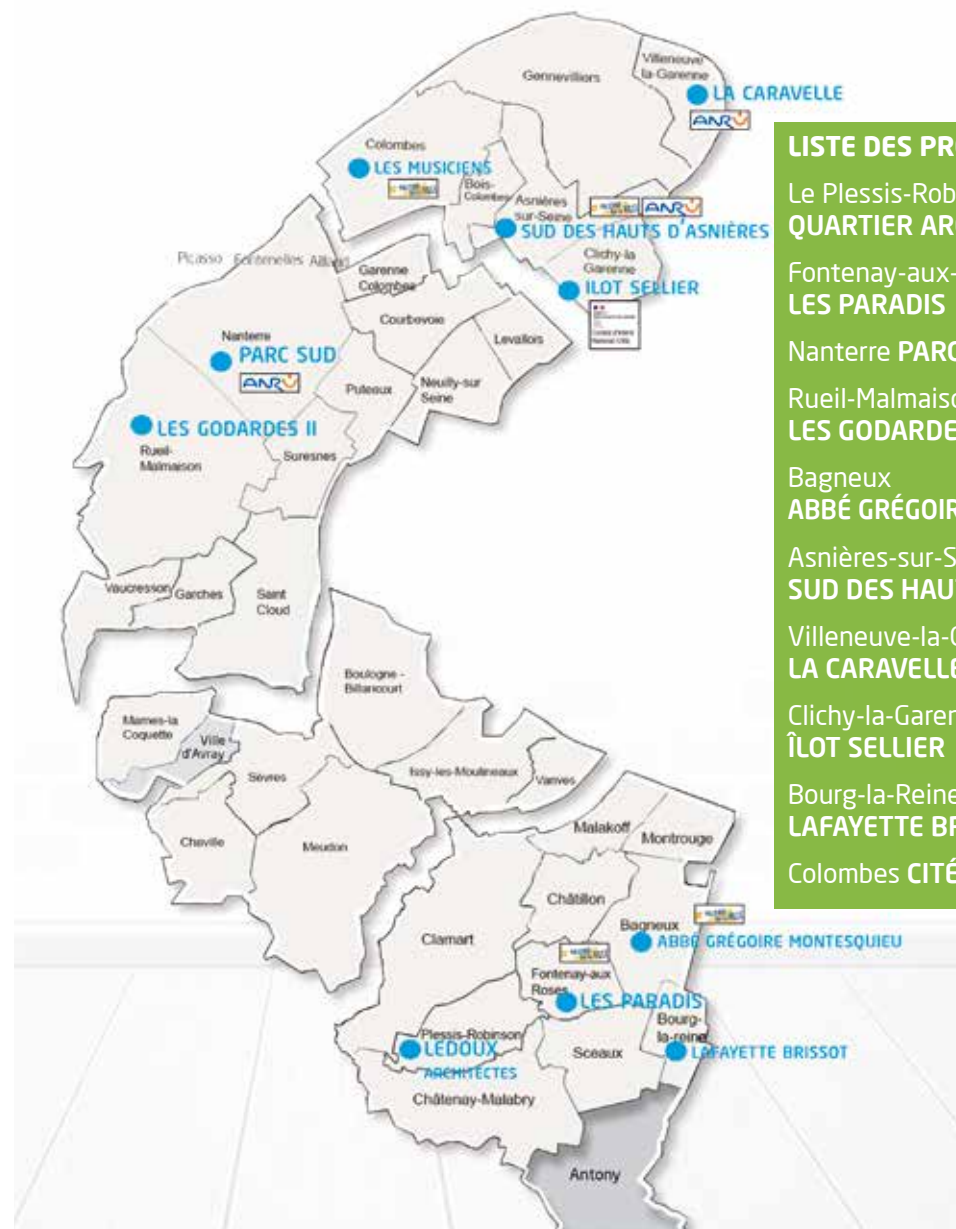 Villeneuve
la-Garenne
Gennevilliers
LA CARAVELLE
ANRU
Colombes
LES MUSICIENS
Bois-
Colombes
Asnières
sur-Seine
ANRU
SUD DES HAUTS D'ASNIÈRES
Clichy-la
Garenne
ILOT SELLIER
Picasso Fontenelles Aillaud
Garenne
Colombes
Courbevoie
Levallois
Nanterre
PARC SUD
ANRU
Puteaux
Neuilly-sur
Seine
LES GODARDES II
Rueil-
Malmaison
Suresnes
Vaucresson
Garches
Saint
Cloud
Boulogne -
Billancourt
Marnes-la
Coquette
Ville
d'Avray
Sèvres
Issy-les-Moulineaux
Vanves
Chaville
Meudon
Malakoff
Montrouge
Châtillon
Clamart
Bagneux
ABBÉ GRÉGOIRE MONTESQUIEU
Fontenay-aux
Roses
LES PARADIS
Bourg-
la-reine
LAFAYETTE BRISSOT
Plessis-Robinson
LEDOUX
ARCHITECTES
Sceaux
Châtenay-Malabry
Antony
LISTE DES PR
Le Plessis-Rob
QUARTIER AR
Fontenay-aux-
LES PARADIS
Nanterre PARC
Rueil-Malmaiso
LES GODARDE
Bagneux
ABBÉ GRÉGOIR
Asnières-sur-S
SUD DES HAUT
Villeneuve-la-G
LA CARAVELLE
Clichy-la-Garen
ÎLOT SELLIER
Bourg-la-Reine
LAFAYETTE BR
Colombes CITÉ